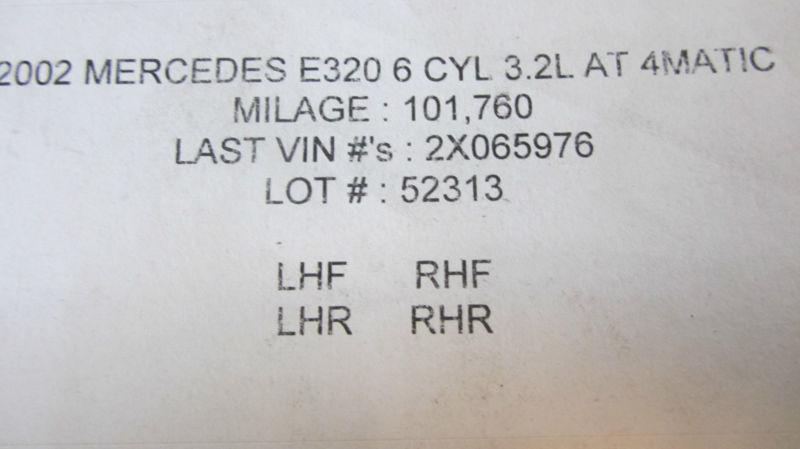 2002 MERCEDES E320 6 CYL 3.2L AT 4MATIC
MILAGE : 101,760
LAST VIN #'s : 2X065976
LOT # : 52313
LHF RHF
LHR RHR